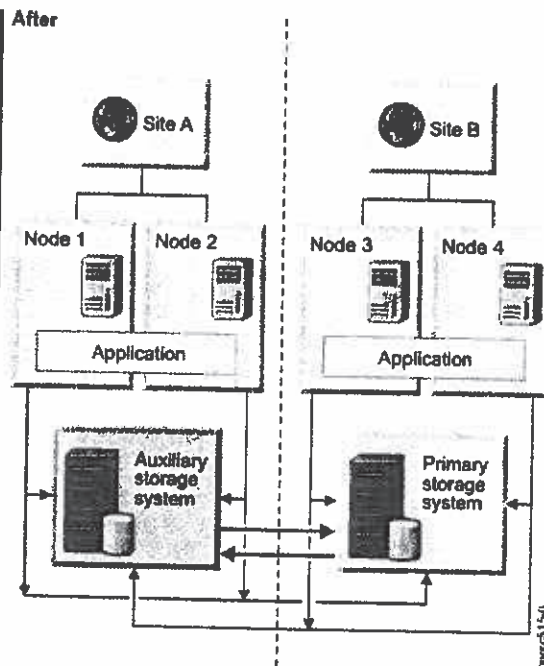 After
Site A
Site B
Node 1
Node 2
Node 3
Node 4
Application
Application
Auxiliary
storage
system
Primary
storage
system